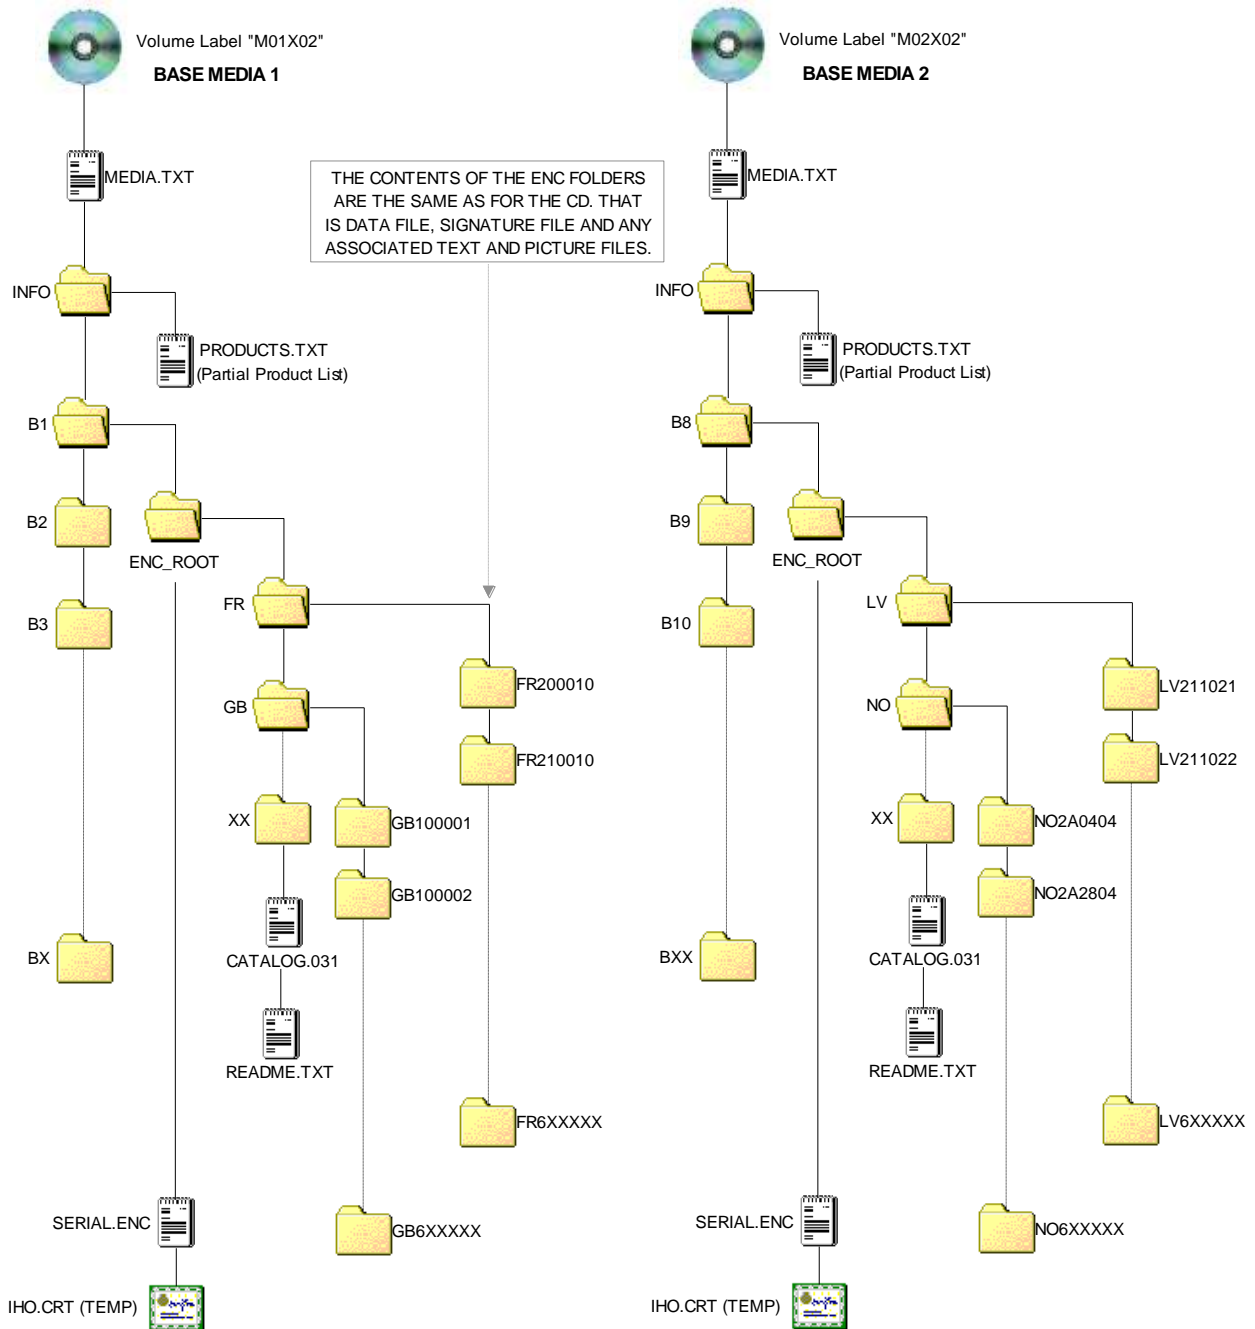 Volume Label "M01X02"
BASE MEDIA 1
MEDIA.TXT
THE CONTENTS OF THE ENC FOLDERS
ARE THE SAME AS FOR THE CD. THAT
IS DATA FILE, SIGNATURE FILE AND ANY
ASSOCIATED TEXT AND PICTURE FILES.
INFO
PRODUCTS.TXT
(Partial Product List)
B1
B2
ENC_ROOT
B3
FR
FR200010
GB
FR210010
XX
GB100001
GB100002
BX
CATALOG.031
README.TXT
FR6XXXXX
SERIAL.ENC
GB6XXXXX
IHO.CRT (TEMP)
Volume Label "M02X02"
BASE MEDIA 2
MEDIA.TXT
INFO
PRODUCTS.TXT
(Partial Product List)
B8
B9
ENC_ROOT
B10
LV
LV211021
NO
LV211022
XX
NO2A0404
NO2A2804
BXX
CATALOG.031
README.TXT
LV6XXXXX
SERIAL.ENC
NO6XXXXX
IHO.CRT (TEMP)